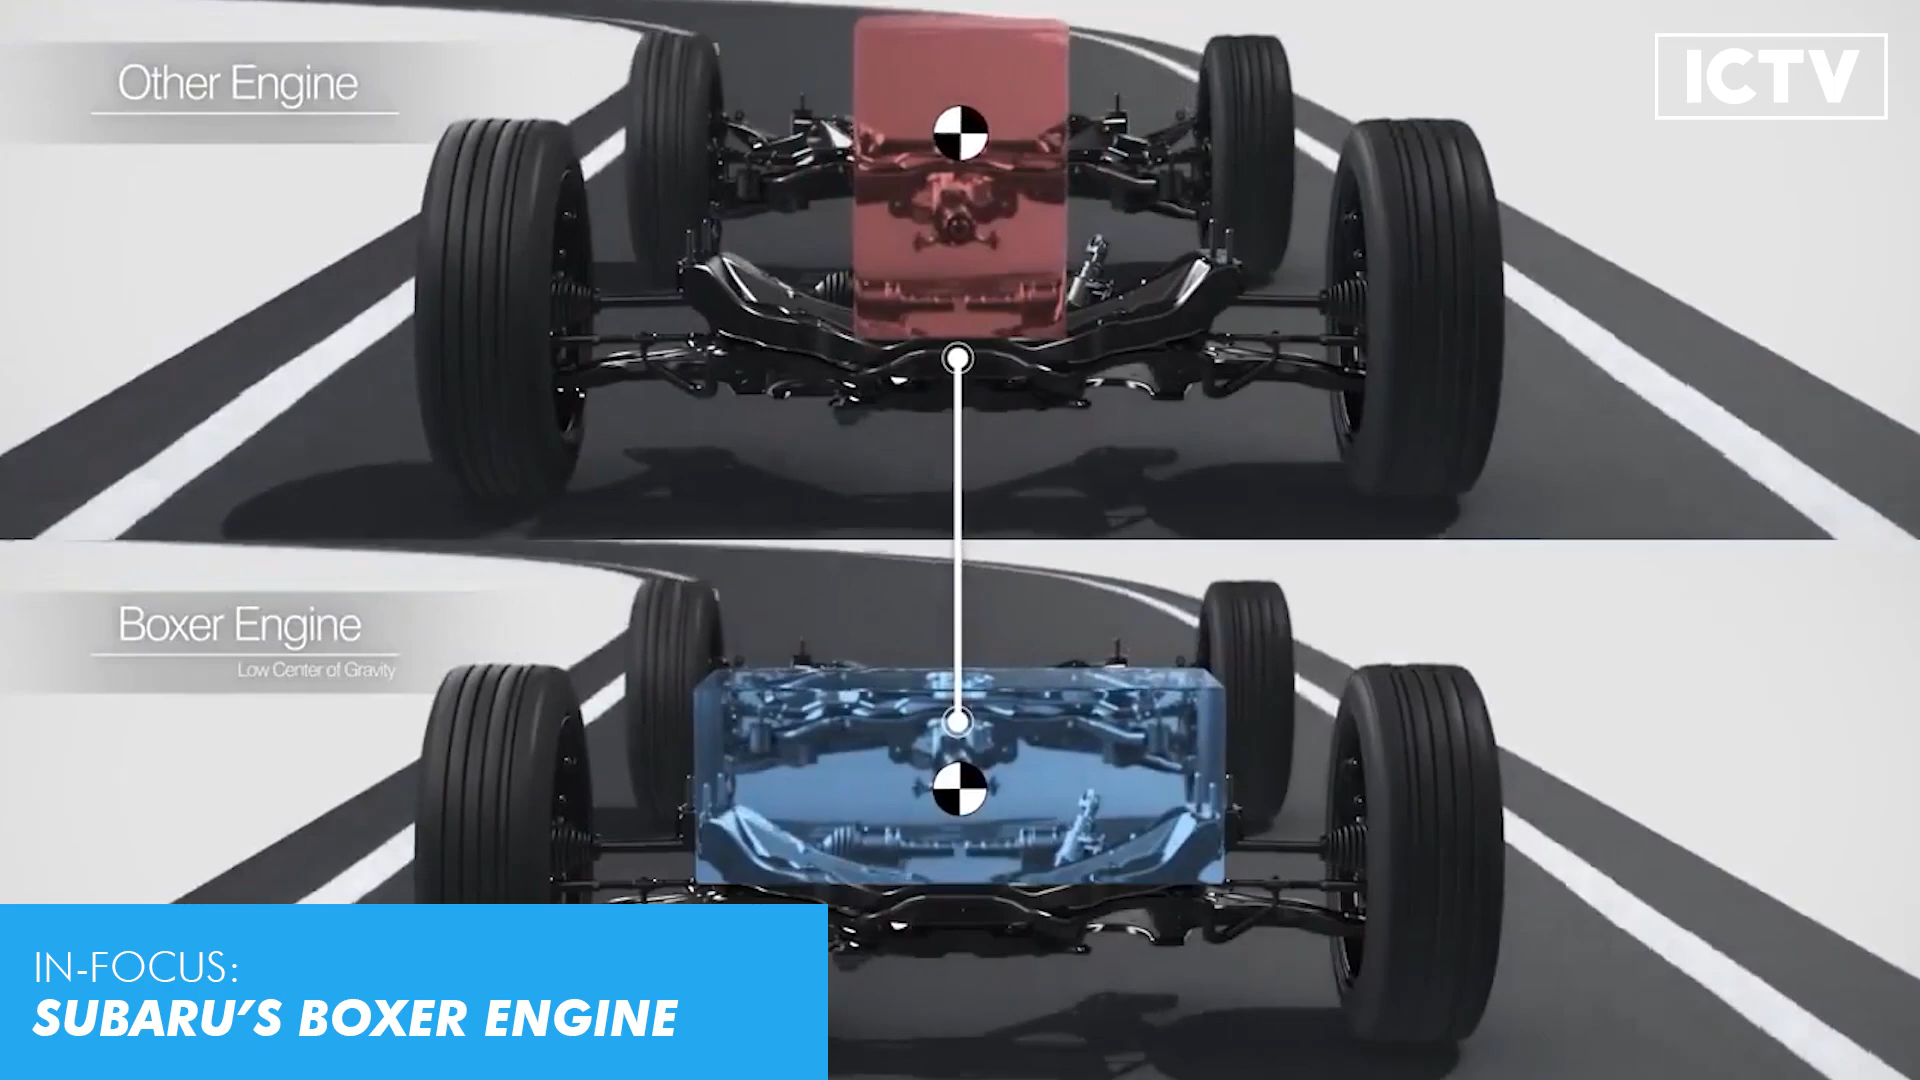 Other Engine
ICTV
Boxer Engine
Low Center of Gravity
IN-FOCUS:
SUBARU'S BOXER ENGINE